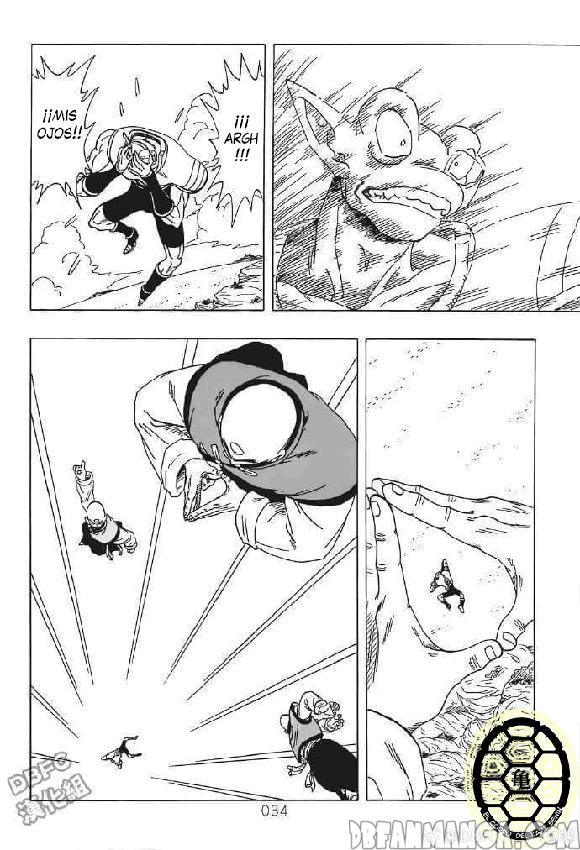 ¡¡MIS
OJOS!!
¡¡¡
ARGH
!!!
DBFC
漢化組
亀
034
DBFANMANGA.COM